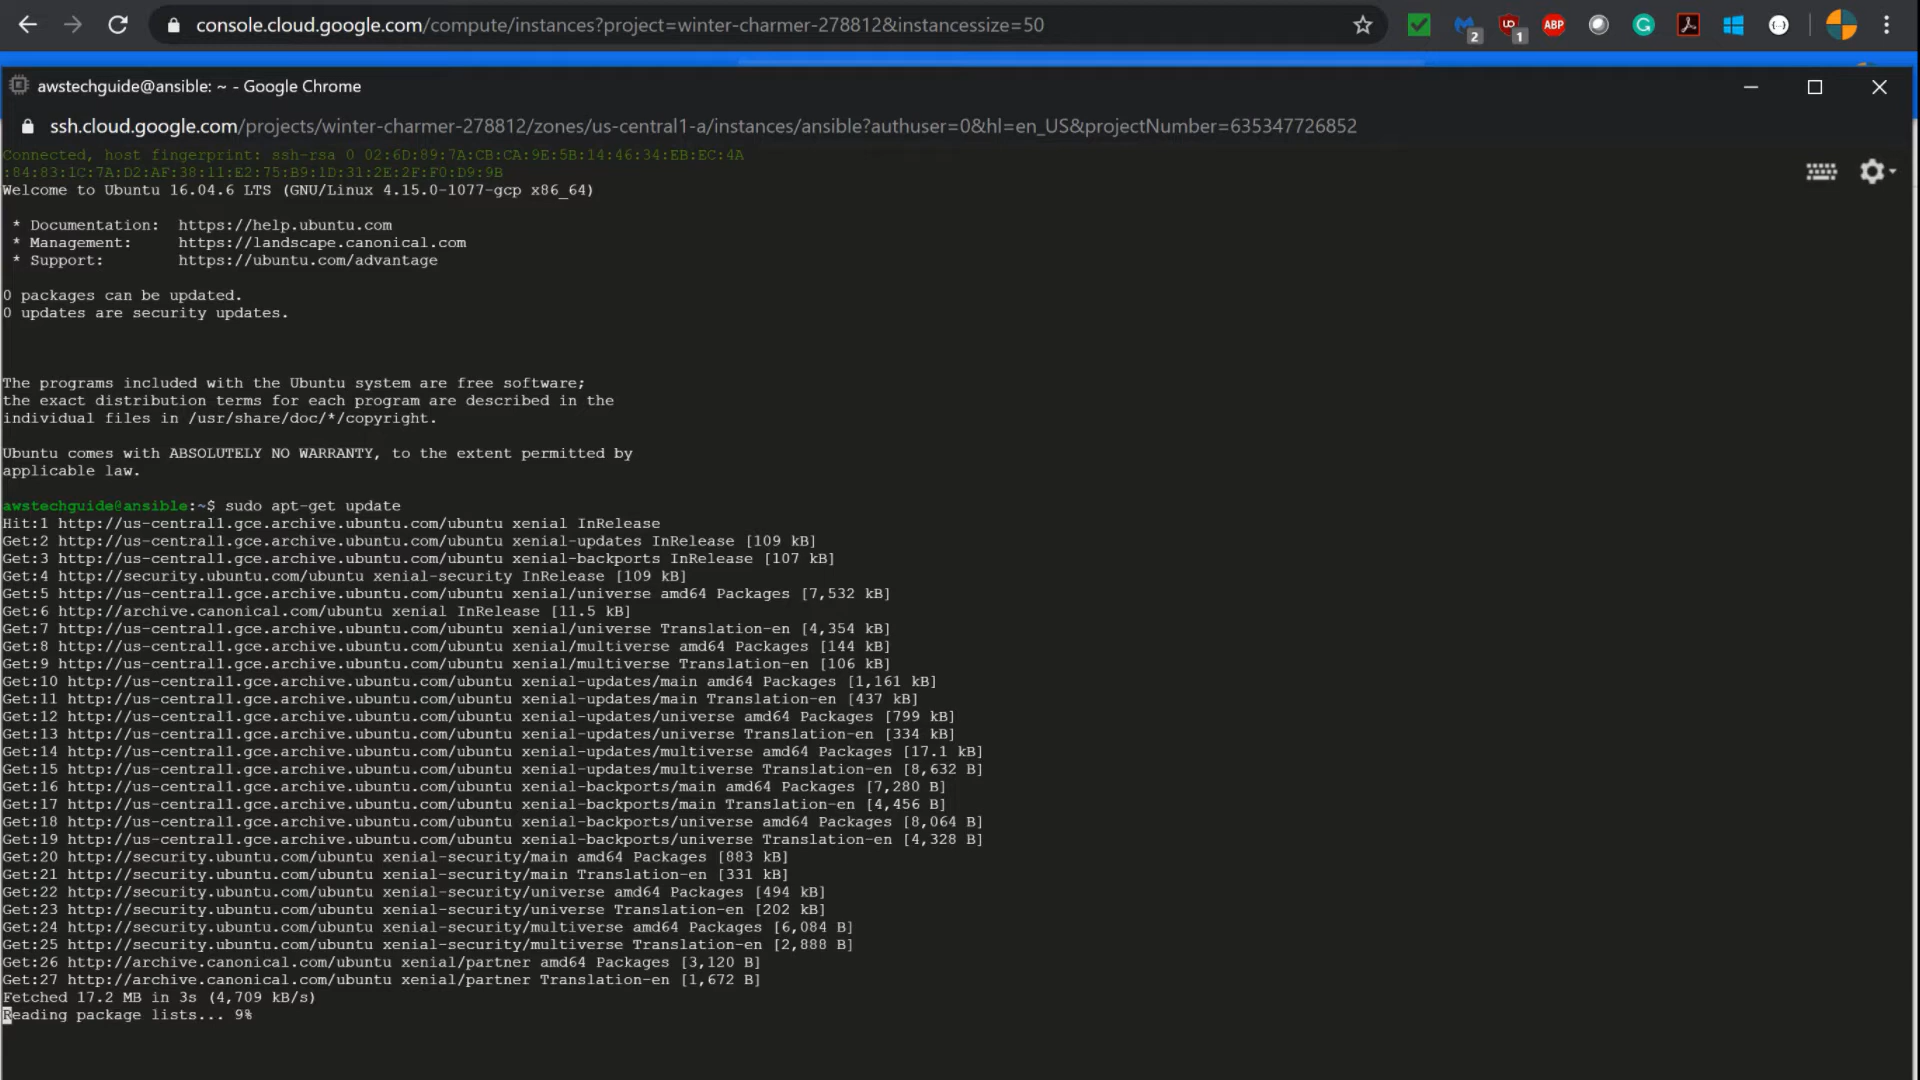 console.cloud.google.com/compute/instances?project=winter-charmer-278812&instancessize=50
2
1
ABP
awstechguide@ansible: ~ - Google Chrome
ssh.cloud.google.com/projects/winter-charmer-278812/zones/us-central1-a/instances/ansible?authuser=0&hl=en_US&projectNumber=635347726852
Connected, host fingerprint: ssh-rsa 0 02:6D:89:7A:CB:CA:9E:5B:14:46:34:EB:EC:4A
:84:83:1C:7A:D2:AF:38:11:E2:75:B9:1D:31:2E:2F:F0:D9:9B
Welcome to Ubuntu 16.04.6 LTS (GNU/Linux 4.15.0-1077-gcp x86_64)
* Documentation:  https://help.ubuntu.com
* Management:     https://landscape.canonical.com
* Support:        https://ubuntu.com/advantage
0 packages can be updated.
0 updates are security updates.
The programs included with the Ubuntu system are free software;
the exact distribution terms for each program are described in the
individual files in /usr/share/doc/*/copyright.
Ubuntu comes with ABSOLUTELY NO WARRANTY, to the extent permitted by
applicable law.
awstechguide@ansible:~$ sudo apt-get update
Hit:1 http://us-central1.gce.archive.ubuntu.com/ubuntu xenial InRelease
Get:2 http://us-central1.gce.archive.ubuntu.com/ubuntu xenial-updates InRelease [109 kB]
Get:3 http://us-central1.gce.archive.ubuntu.com/ubuntu xenial-backports InRelease [107 kB]
Get:4 http://security.ubuntu.com/ubuntu xenial-security InRelease [109 kB]
Get:5 http://us-central1.gce.archive.ubuntu.com/ubuntu xenial/universe amd64 Packages [7,532 kB]
Get:6 http://archive.canonical.com/ubuntu xenial InRelease [11.5 kB]
Get:7 http://us-central1.gce.archive.ubuntu.com/ubuntu xenial/universe Translation-en [4,354 kB]
Get:8 http://us-central1.gce.archive.ubuntu.com/ubuntu xenial/multiverse amd64 Packages [144 kB]
Get:9 http://us-central1.gce.archive.ubuntu.com/ubuntu xenial/multiverse Translation-en [106 kB]
Get:10 http://us-central1.gce.archive.ubuntu.com/ubuntu xenial-updates/main amd64 Packages [1,161 kB]
Get:11 http://us-central1.gce.archive.ubuntu.com/ubuntu xenial-updates/main Translation-en [437 kB]
Get:12 http://us-central1.gce.archive.ubuntu.com/ubuntu xenial-updates/universe amd64 Packages [799 kB]
Get:13 http://us-central1.gce.archive.ubuntu.com/ubuntu xenial-updates/universe Translation-en [334 kB]
Get:14 http://us-central1.gce.archive.ubuntu.com/ubuntu xenial-updates/multiverse amd64 Packages [17.1 kB]
Get:15 http://us-central1.gce.archive.ubuntu.com/ubuntu xenial-updates/multiverse Translation-en [8,632 B]
Get:16 http://us-central1.gce.archive.ubuntu.com/ubuntu xenial-backports/main amd64 Packages [7,280 B]
Get:17 http://us-central1.gce.archive.ubuntu.com/ubuntu xenial-backports/main Translation-en [4,456 B]
Get:18 http://us-central1.gce.archive.ubuntu.com/ubuntu xenial-backports/universe amd64 Packages [8,064 B]
Get:19 http://us-central1.gce.archive.ubuntu.com/ubuntu xenial-backports/universe Translation-en [4,328 B]
Get:20 http://security.ubuntu.com/ubuntu xenial-security/main amd64 Packages [883 kB]
Get:21 http://security.ubuntu.com/ubuntu xenial-security/main Translation-en [331 kB]
Get:22 http://security.ubuntu.com/ubuntu xenial-security/universe amd64 Packages [494 kB]
Get:23 http://security.ubuntu.com/ubuntu xenial-security/universe Translation-en [202 kB]
Get:24 http://security.ubuntu.com/ubuntu xenial-security/multiverse amd64 Packages [6,084 B]
Get:25 http://security.ubuntu.com/ubuntu xenial-security/multiverse Translation-en [2,888 B]
Get:26 http://archive.canonical.com/ubuntu xenial/partner amd64 Packages [3,120 B]
Get:27 http://archive.canonical.com/ubuntu xenial/partner Translation-en [1,672 B]
Fetched 17.2 MB in 3s (4,709 kB/s)
Reading package lists... 9%